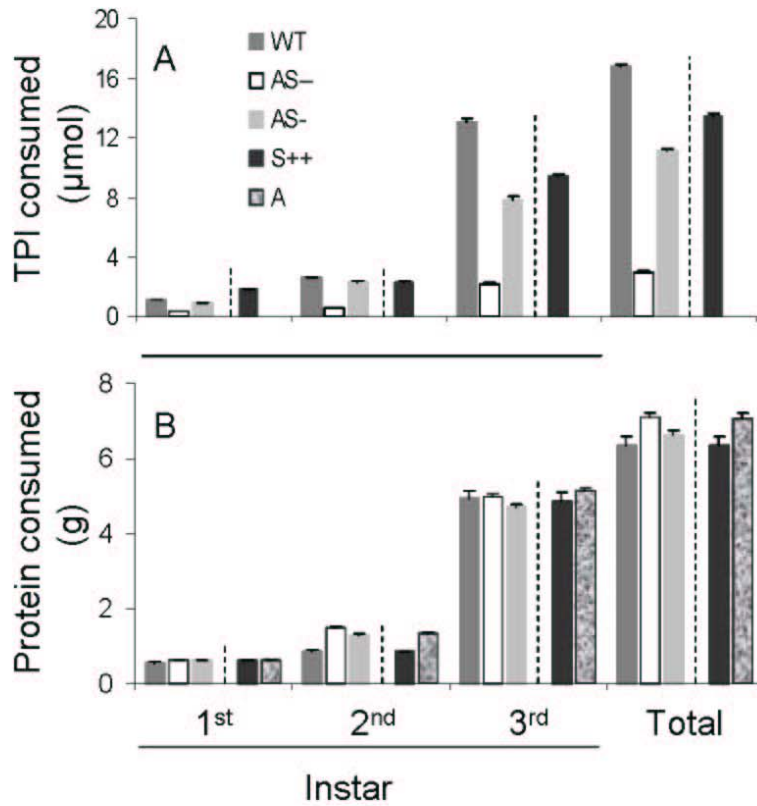 A
WT
AS--
AS-
S++
A
TPI consumed
(μmol)
20
16
12
8
4
0
B
Protein consumed
(g)
8
6
4
2
0
1st
2nd
3rd
Total
Instar